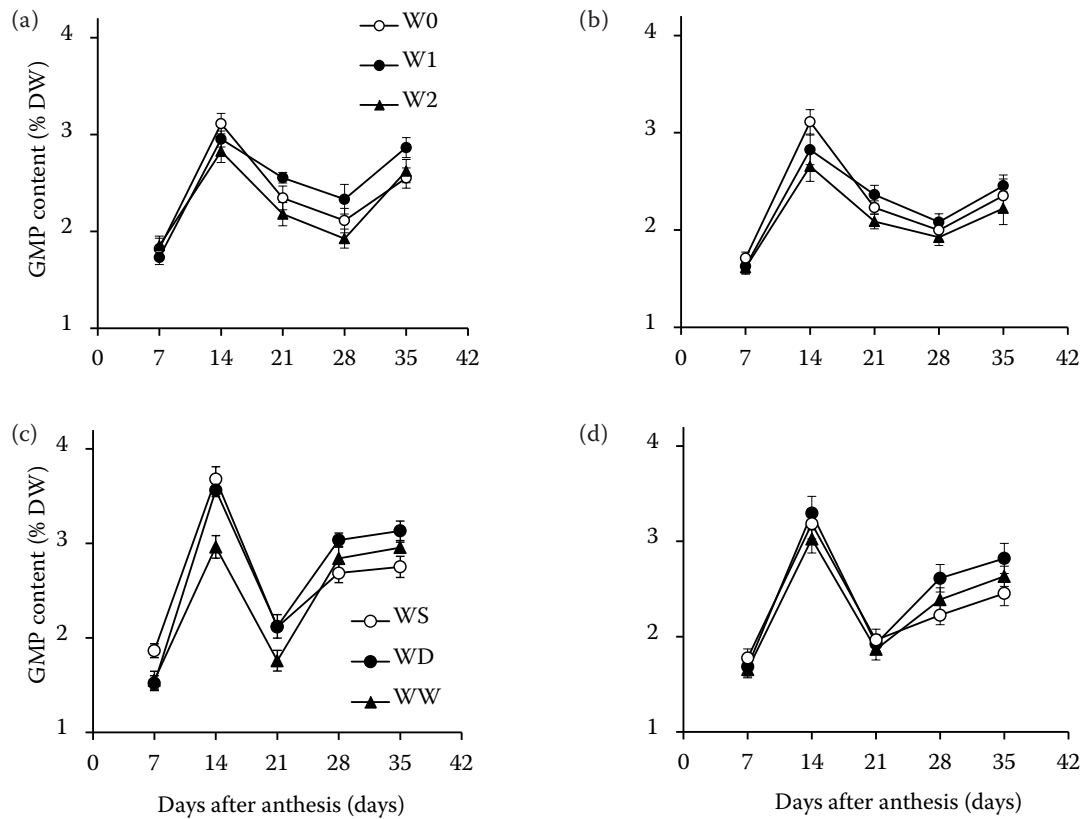 (a)
GMP content (% DW)
4
3
2
1
0 7 14 21 28 35 42
W0
W1
W2
(b)
4
3
2
1
0 7 14 21 28 35 42
(c)
GMP content (% DW)
4
3
2
1
0 7 14 21 28 35 42
WS
WD
WW
Days after anthesis (days)
(d)
4
3
2
1
0 7 14 21 28 35 42
Days after anthesis (days)